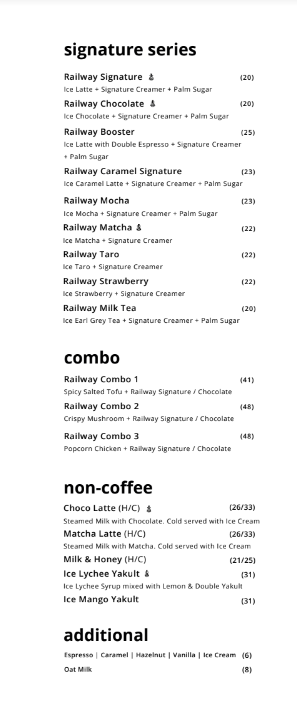 signature series
Railway Signature (20)
Ice Latte + Signature Creamer + Palm Sugar
Railway Chocolate (20)
Ice Chocolate + Signature Creamer + Palm Sugar
Railway Booster (25)
Ice Latte with Double Espresso + Signature Creamer
+ Palm Sugar
Railway Caramel Signature (23)
Ice Caramel Latte + Signature Creamer + Palm Sugar
Railway Mocha (23)
Ice Mocha + Signature Creamer + Palm Sugar
Railway Matcha (22)
Ice Matcha + Signature Creamer
Railway Taro (22)
Ice Taro + Signature Creamer
Railway Strawberry (22)
Ice Strawberry + Signature Creamer
Railway Milk Tea (20)
Ice Earl Grey Tea + Signature Creamer + Palm Sugar
combo
Railway Combo 1 (41)
Spicy Salted Tofu + Railway Signature / Chocolate
Railway Combo 2 (48)
Crispy Mushroom + Railway Signature / Chocolate
Railway Combo 3 (48)
Popcorn Chicken + Railway Signature / Chocolate
non-coffee
Choco Latte (H/C) (26/33)
Steamed Milk with Chocolate. Cold served with Ice Cream
Matcha Latte (H/C) (26/33)
Steamed Milk with Matcha. Cold served with Ice Cream
Milk & Honey (H/C) (21/25)
Ice Lychee Yakult (31)
Ice Lychee Syrup mixed with Lemon & Double Yakult
Ice Mango Yakult (31)
additional
Espresso | Caramel | Hazelnut | Vanilla | Ice Cream (6)
Oat Milk (8)